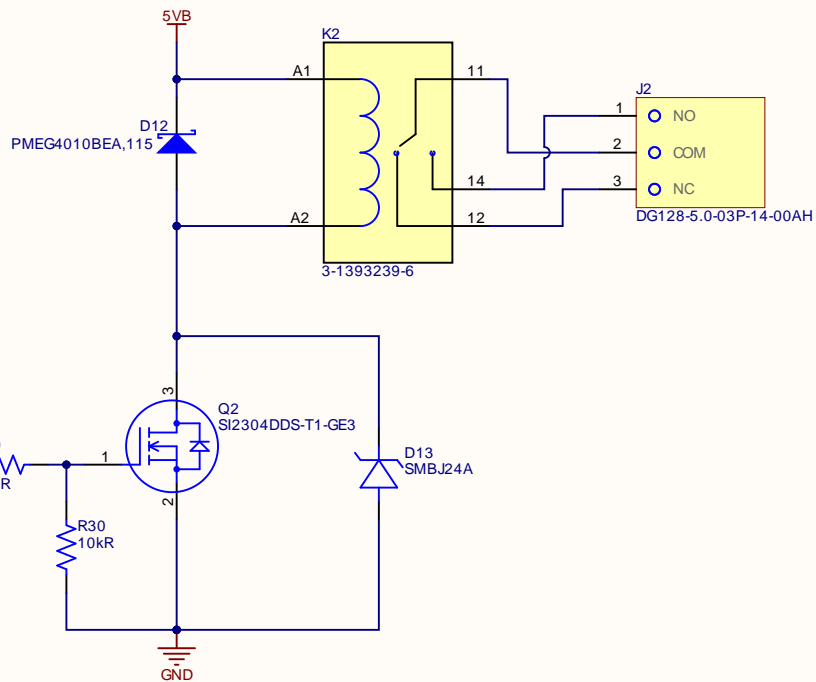 5VB
K2
A1
11
D12
PMEG4010BEA,115
J2
1
NO
2
COM
14
3
NC
A2
12
DG128-5.0-03P-14-00AH
3-1393239-6
3
Q2
SI2304DDS-T1-GE3
1
D13
SMBJ24A
R
2
R30
10kR
GND